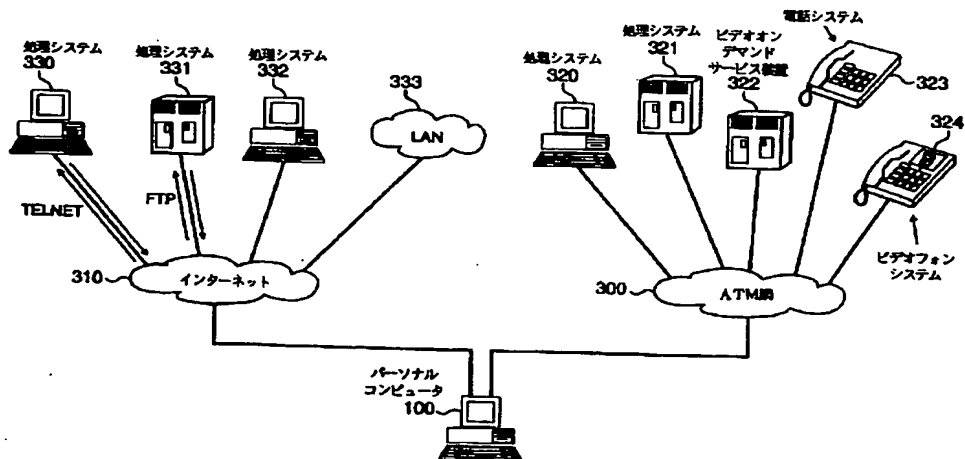 処理システム
330
処理システム
331
処理システム
332
333
LAN
TELNET
FTP
310
インターネット
処理システム
320
処理システム
321
ビデオオン
デマンド
サービス装置
322
電話システム
323
324
ビデオフォン
システム
300
ATM網
パーソナル
コンピュータ
100